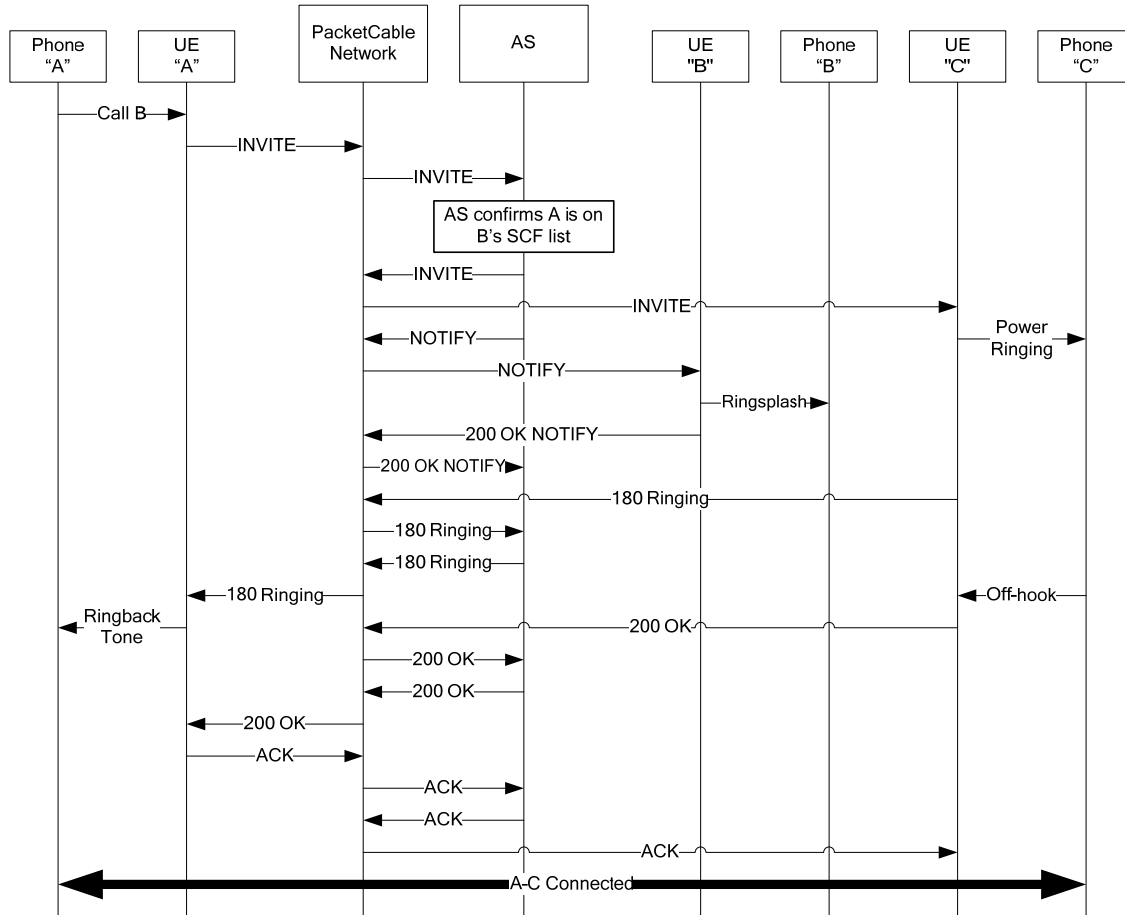 Phone
“A”
UE
“A”
PacketCable
Network
AS
UE
"B"
Phone
“B”
UE
"C"
Phone
“C”
Call B
INVITE
INVITE
AS confirms A is on
B’s SCF list
INVITE
INVITE
NOTIFY
Power
Ringing
NOTIFY
Ringsplash
200 OK NOTIFY
200 OK NOTIFY
180 Ringing
180 Ringing
180 Ringing
180 Ringing
Off-hook
Ringback
Tone
200 OK
200 OK
200 OK
200 OK
ACK
ACK
ACK
ACK
A-C Connected